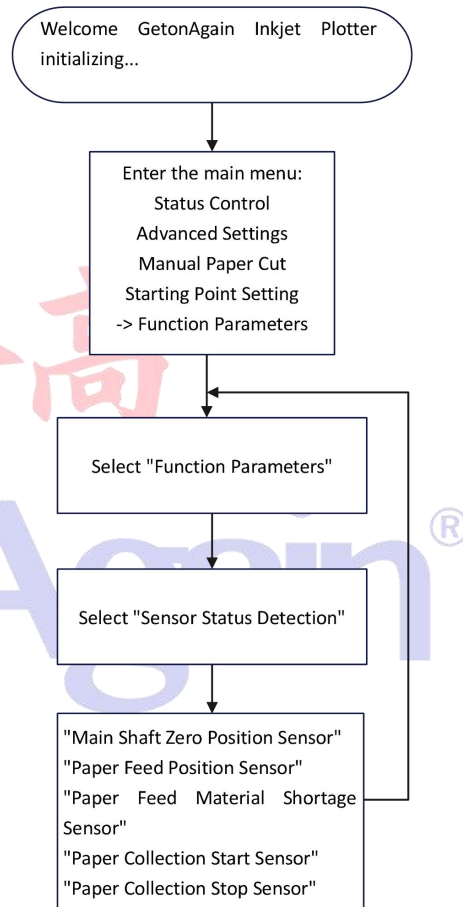 Welcome GetonAgain Inkjet Plotter
initializing...
Enter the main menu:
Status Control
Advanced Settings
Manual Paper Cut
Starting Point Setting
-> Function Parameters
高
Select "Function Parameters"
Again®
Select "Sensor Status Detection"
"Main Shaft Zero Position Sensor"
"Paper Feed Position Sensor"
"Paper Feed Material Shortage
Sensor"
"Paper Collection Start Sensor"
"Paper Collection Stop Sensor"